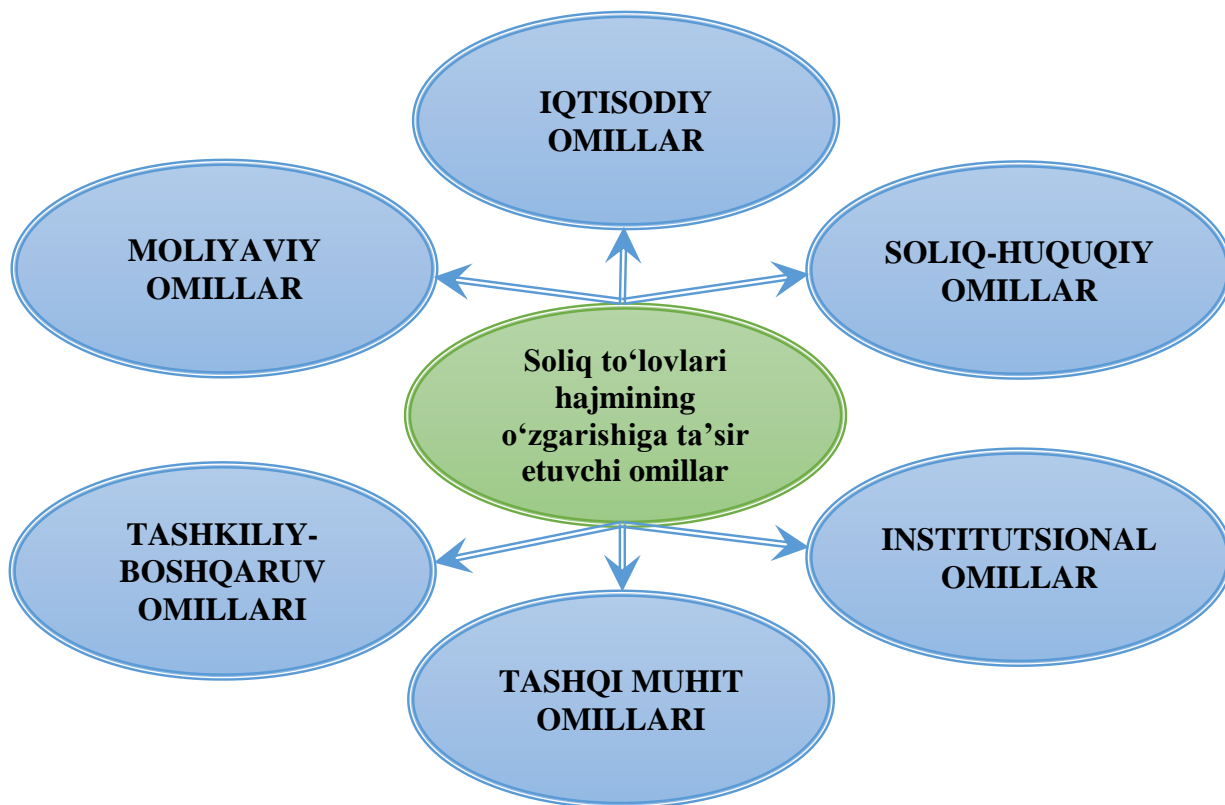 IQTISODIY
OMILLAR
MOLIYAVIY
OMILLAR
SOLIQ-HUQUQIY
OMILLAR
Soliq to‘lovlari
hajmining
o‘zgarishiga ta’sir
etuvchi omillar
TASHKILIY-
BOSHQARUV
OMILLARI
INSTITUTSIONAL
OMILLAR
TASHQI MUHIT
OMILLARI